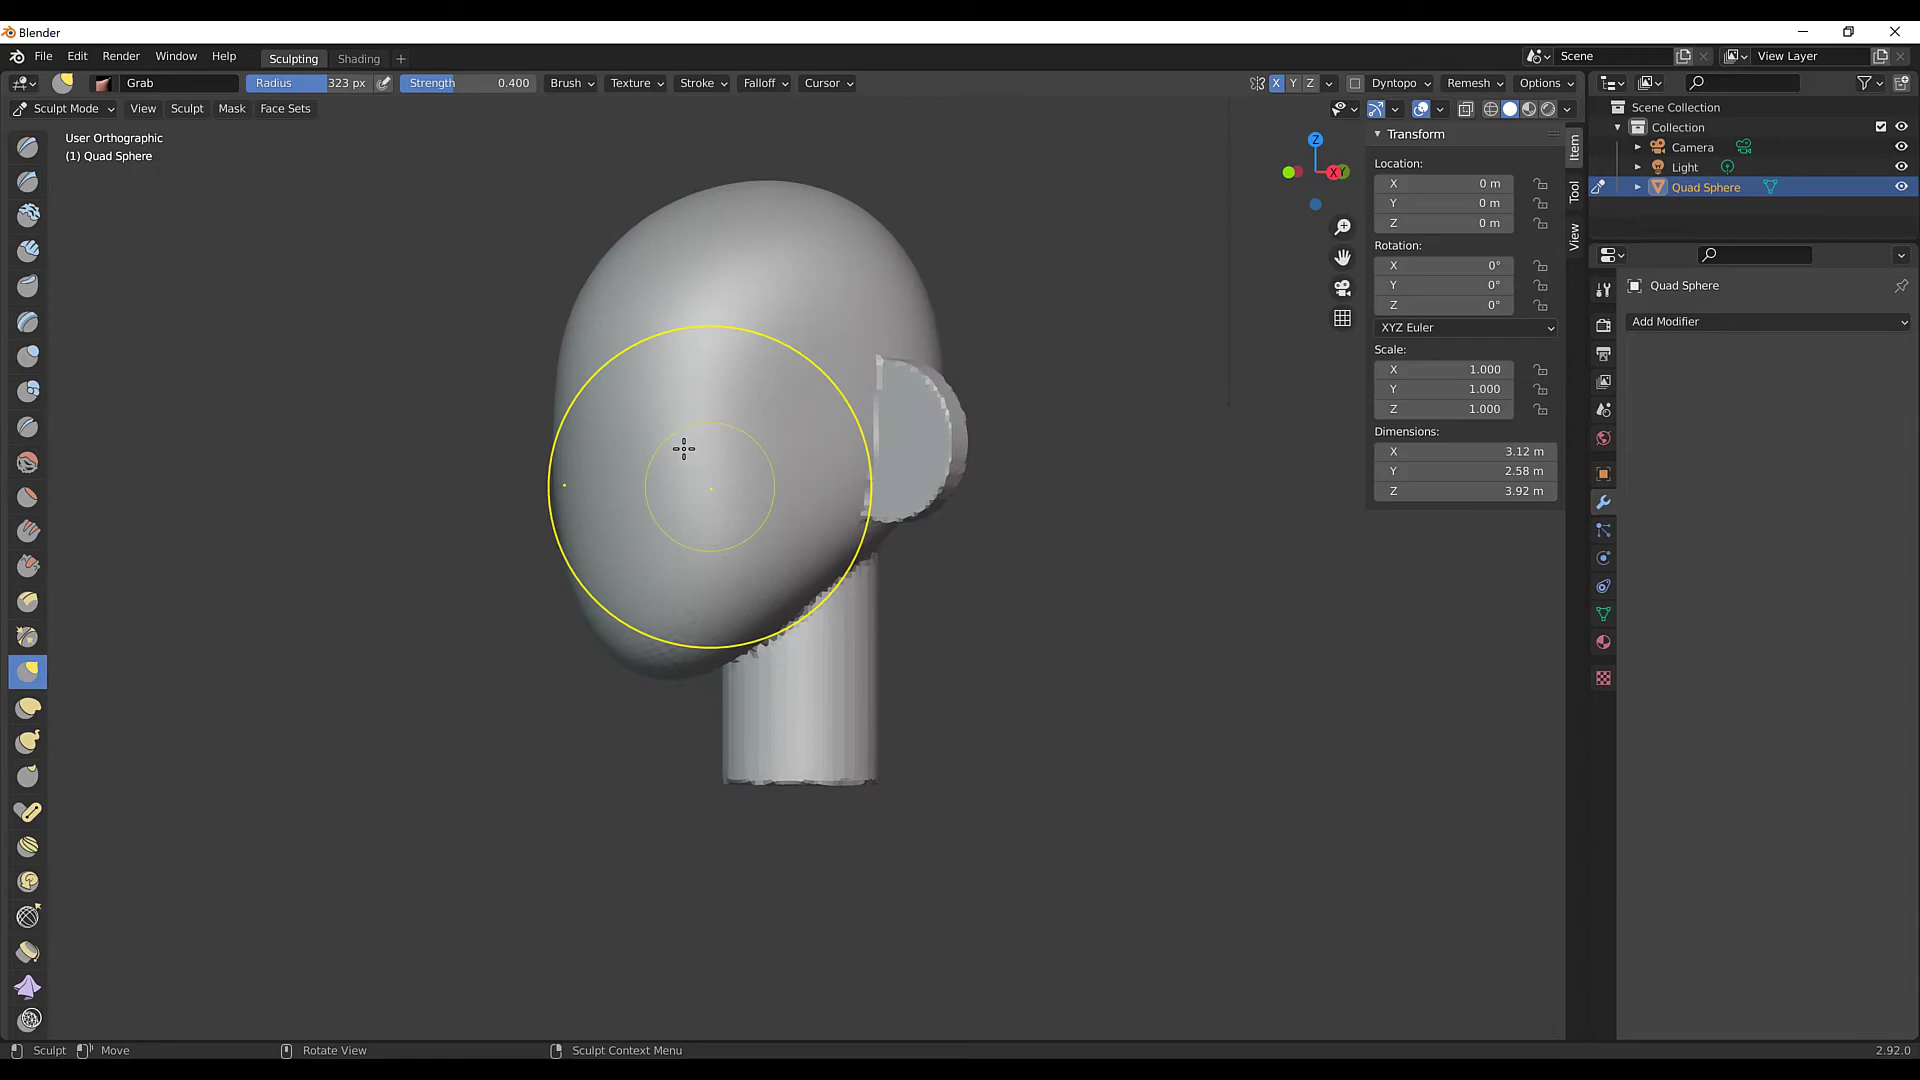 Blender
File Edit Render Window Help Sculpting Shading + Scene View Layer
Grab Radius 323 px Strength 0.400 Brush Texture Stroke Falloff Cursor X Y Z Dyntopo Remesh Options
Sculpt Mode View Sculpt Mask Face Sets
User Orthographic
(1) Quad Sphere
Z
X Y
Transform
Location:
X 0 m
Y 0 m
Z 0 m
Rotation:
X 0°
Y 0°
Z 0°
XYZ Euler
Scale:
X 1.000
Y 1.000
Z 1.000
Dimensions:
X 3.12 m
Y 2.58 m
Z 3.92 m
Item
Tool
View
Scene Collection
Collection
Camera
Light
Quad Sphere
Quad Sphere
Add Modifier
Sculpt Move Rotate View Sculpt Context Menu 2.92.0